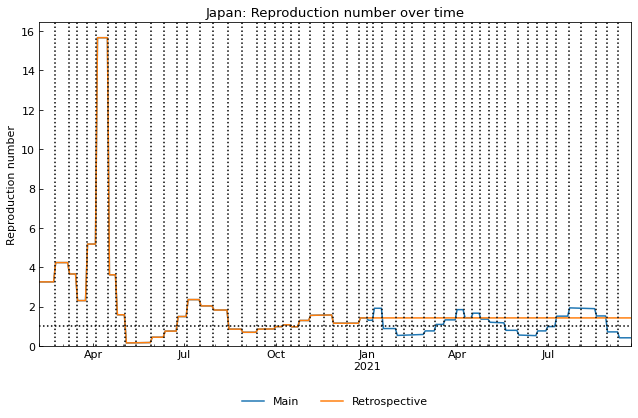 Japan: Reproduction number over time
Reproduction number
16
14
12
10
8
6
4
2
0
Apr
Jul
Oct
Jan
2021
Apr
Jul
Main
Retrospective